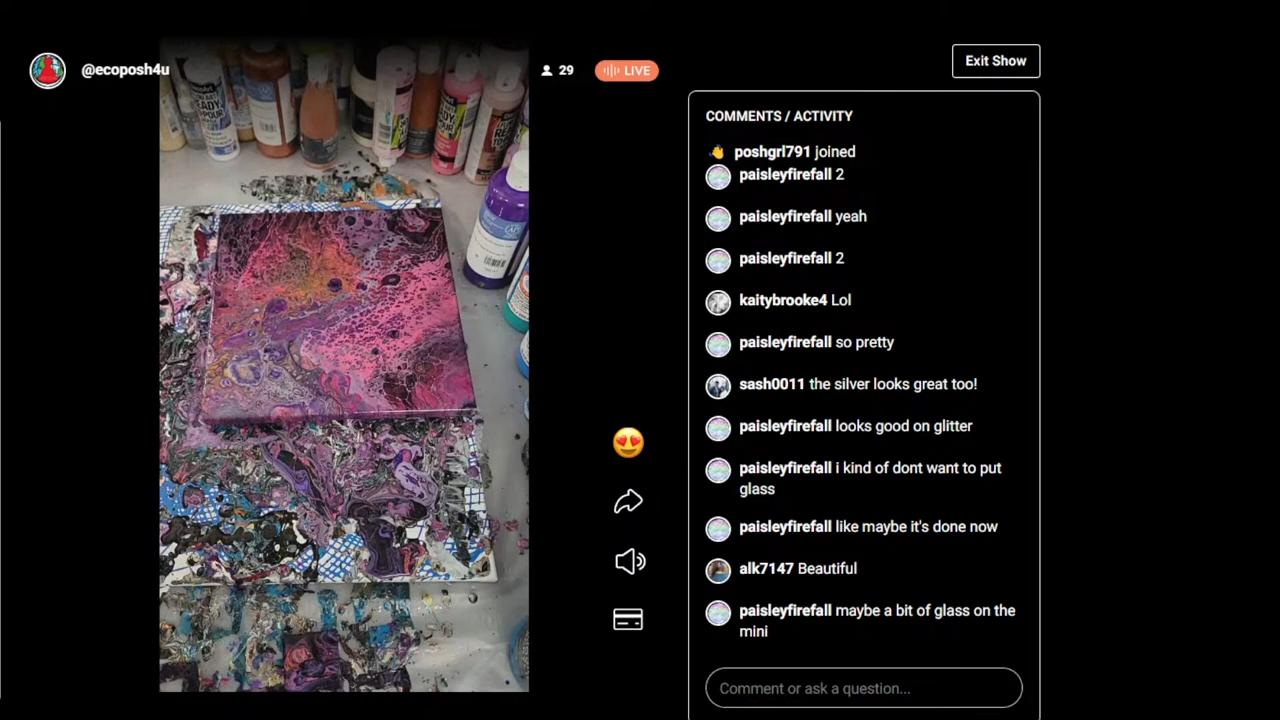 @ecoposh4u
29
LIVE
Exit Show
COMMENTS / ACTIVITY
poshgrl791 joined
paisleyfirefall 2
paisleyfirefall yeah
paisleyfirefall 2
kaitybrooke4 Lol
paisleyfirefall so pretty
sash0011 the silver looks great too!
paisleyfirefall looks good on glitter
paisleyfirefall i kind of dont want to put
glass
paisleyfirefall like maybe it's done now
alk7147 Beautiful
paisleyfirefall maybe a bit of glass on the
mini
Comment or ask a question...